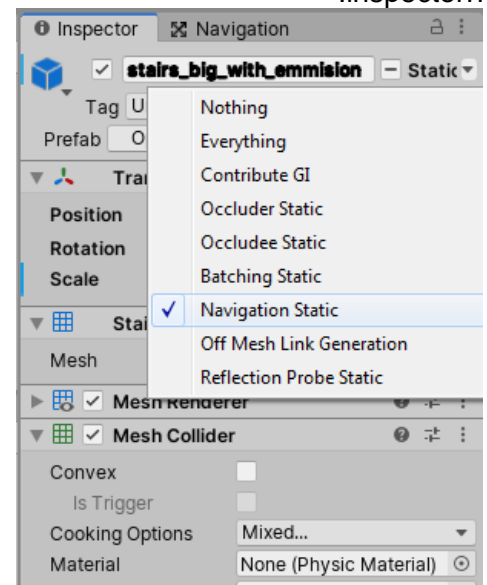 Inspector Navigation
stairs_big_with_emmision Static
Tag U
Nothing
Prefab O
Everything
Contribute GI
Occluder Static
Position
Occludee Static
Rotation
Batching Static
Scale
Navigation Static
Off Mesh Link Generation
Mesh
Reflection Probe Static
Mesh Renderer
Mesh Collider
Convex
Is Trigger
Cooking Options Mixed...
Material None (Physic Material)